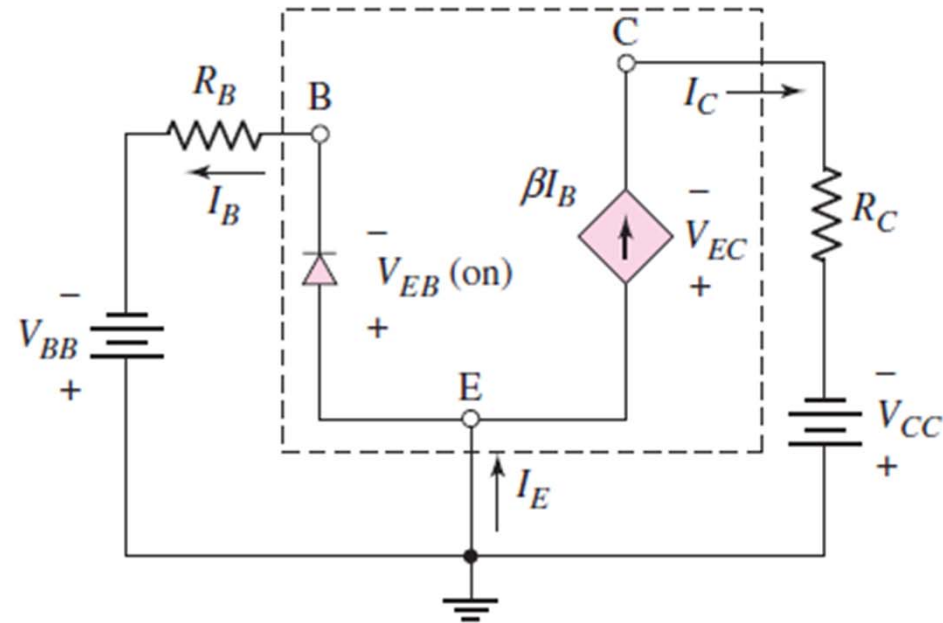 C
R_B
B
I_C
I_B
βI_B
−
V_EC
+
R_C
−
V_EB (on)
+
−
V_BB
+
E
−
V_CC
+
I_E